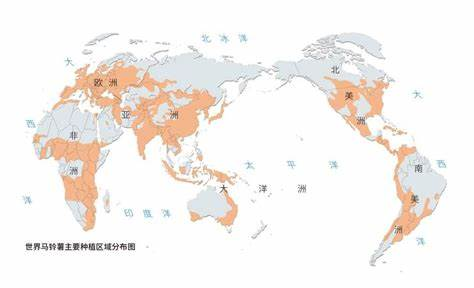 北 冰 洋
大
西
洋
欧 洲
亚 洲
非
洲
印 度 洋
太 平 洋
大 洋 洲
北
美
洲
大
西
洋
南
美
洲
世界马铃薯主要种植区域分布图